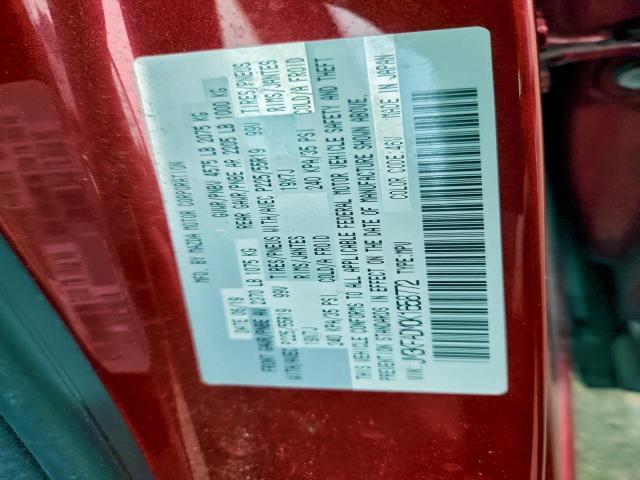 MFD. BY MAZDA MOTOR CORPORATION
DATE 06/19 GVWR/PNBV 4575 LB 2075 KG
FRONT GAWR/PNBE AV 2370 LB 1075 KG REAR GAWR/PNBE AR 2205 LB 1000 KG
WITH/AVEC P225/55R19 99V TIRES/PNEUS WITH/AVEC P225/55R19 99V TIRES/PNEUS
19X7J RIMS/JANTES 19X7J RIMS/JANTES
240 KPA/35 PSI COLD/A FROID 240 KPA/35 PSI COLD/A FROID
THIS VEHICLE CONFORMS TO ALL APPLICABLE FEDERAL MOTOR VEHICLE SAFETY AND THEFT
PREVENTION STANDARDS IN EFFECT ON THE DATE OF MANUFACTURE SHOWN ABOVE.
VIN: TYPE:MPV COLOR CODE/46V MADE IN JAPAN